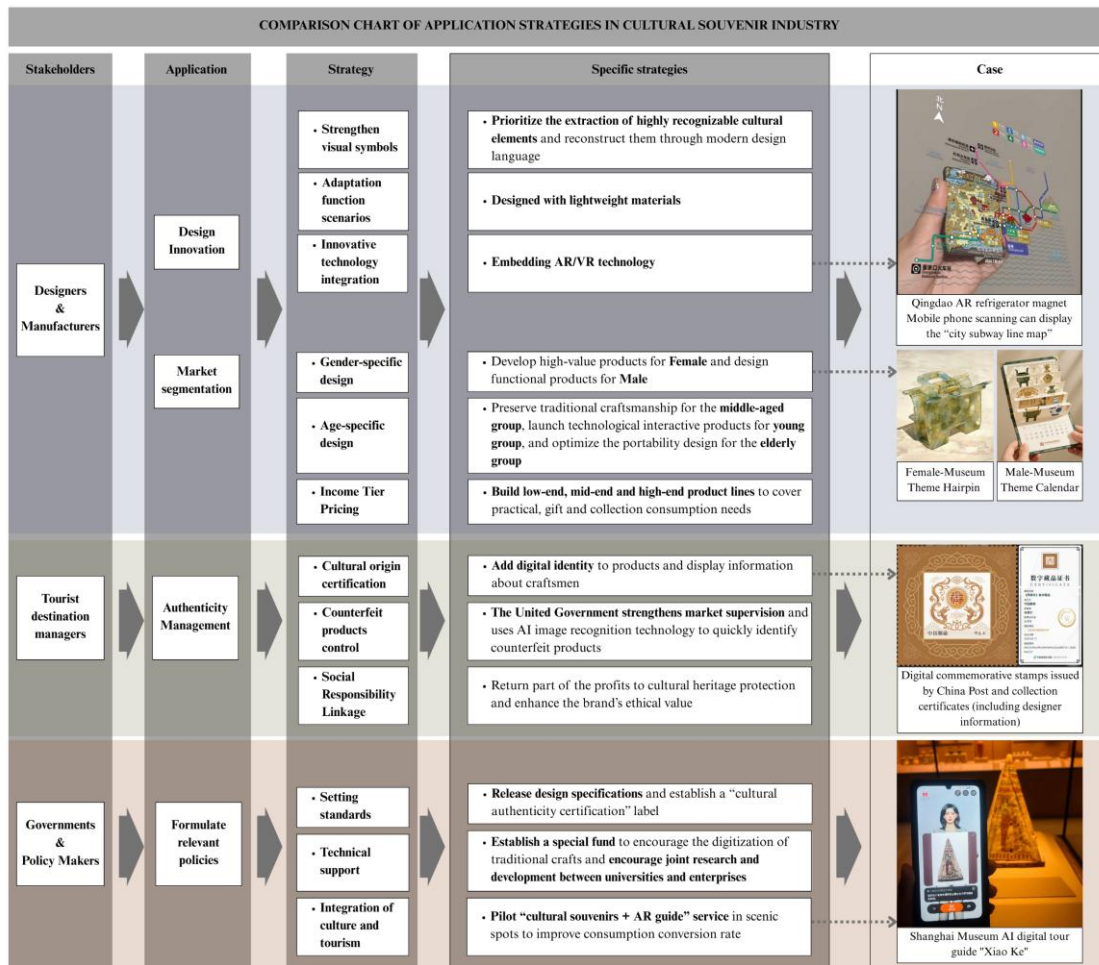 COMPARISON CHART OF APPLICATION STRATEGIES IN CULTURAL SOUVENIR INDUSTRY
Stakeholders
Application
Strategy
Specific strategies
Case
Designers
&
Manufacturers
Design
Innovation
• Strengthen
visual symbols
• Prioritize the extraction of highly recognizable cultural
elements and reconstruct them through modern design
language
• Adaptation
function
scenarios
• Designed with lightweight materials
• Innovative
technology
integration
• Embedding AR/VR technology
北
Qingdao AR refrigerator magnet
Mobile phone scanning can display
the “city subway line map”
Market
segmentation
• Gender-specific
design
• Develop high-value products for Female and design
functional products for Male
• Age-specific
design
• Preserve traditional craftsmanship for the middle-aged
group, launch technological interactive products for young
group, and optimize the portability design for the elderly
group
• Income Tier
Pricing
• Build low-end, mid-end and high-end product lines to cover
practical, gift and collection consumption needs
Female-Museum
Theme Hairpin
Male-Museum
Theme Calendar
Tourist
destination
managers
Authenticity
Management
• Cultural origin
certification
• Add digital identity to products and display information
about craftsmen
• Counterfeit
products
control
• The United Government strengthens market supervision and
uses AI image recognition technology to quickly identify
counterfeit products
• Social
Responsibility
Linkage
• Return part of the profits to cultural heritage protection
and enhance the brand’s ethical value
数字藏品证书
CERTIFICATE
中国邮政
Digital commemorative stamps issued
by China Post and collection
certificates (including designer
information)
Governments
&
Policy Makers
Formulate
relevant
policies
• Setting
standards
• Release design specifications and establish a “cultural
authenticity certification” label
• Technical
support
• Establish a special fund to encourage the digitization of
traditional crafts and encourage joint research and
development between universities and enterprises
• Integration of
culture and
tourism
• Pilot “cultural souvenirs + AR guide” service in scenic
spots to improve consumption conversion rate
Shanghai Museum AI digital tour
guide "Xiao Ke"